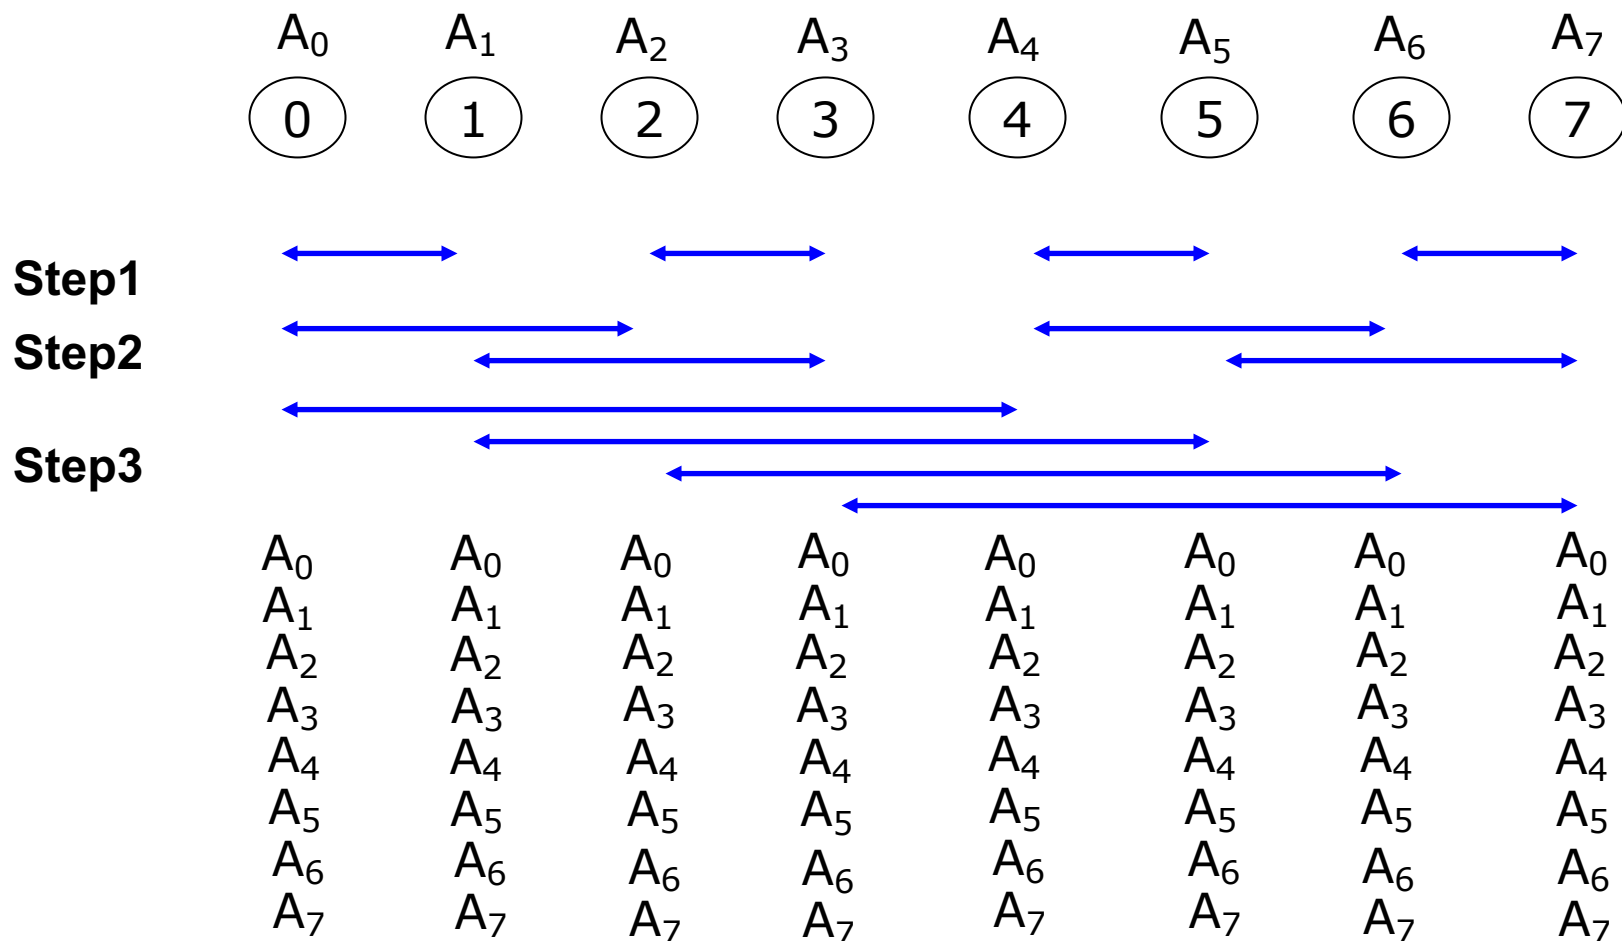 A₀ A₁ A₂ A₃ A₄ A₅ A₆ A₇
0 1 2 3 4 5 6 7
Step1
Step2
Step3
A₀ A₀ A₀ A₀ A₀ A₀ A₀ A₀
A₁ A₁ A₁ A₁ A₁ A₁ A₁ A₁
A₂ A₂ A₂ A₂ A₂ A₂ A₂ A₂
A₃ A₃ A₃ A₃ A₃ A₃ A₃ A₃
A₄ A₄ A₄ A₄ A₄ A₄ A₄ A₄
A₅ A₅ A₅ A₅ A₅ A₅ A₅ A₅
A₆ A₆ A₆ A₆ A₆ A₆ A₆ A₆
A₇ A₇ A₇ A₇ A₇ A₇ A₇ A₇